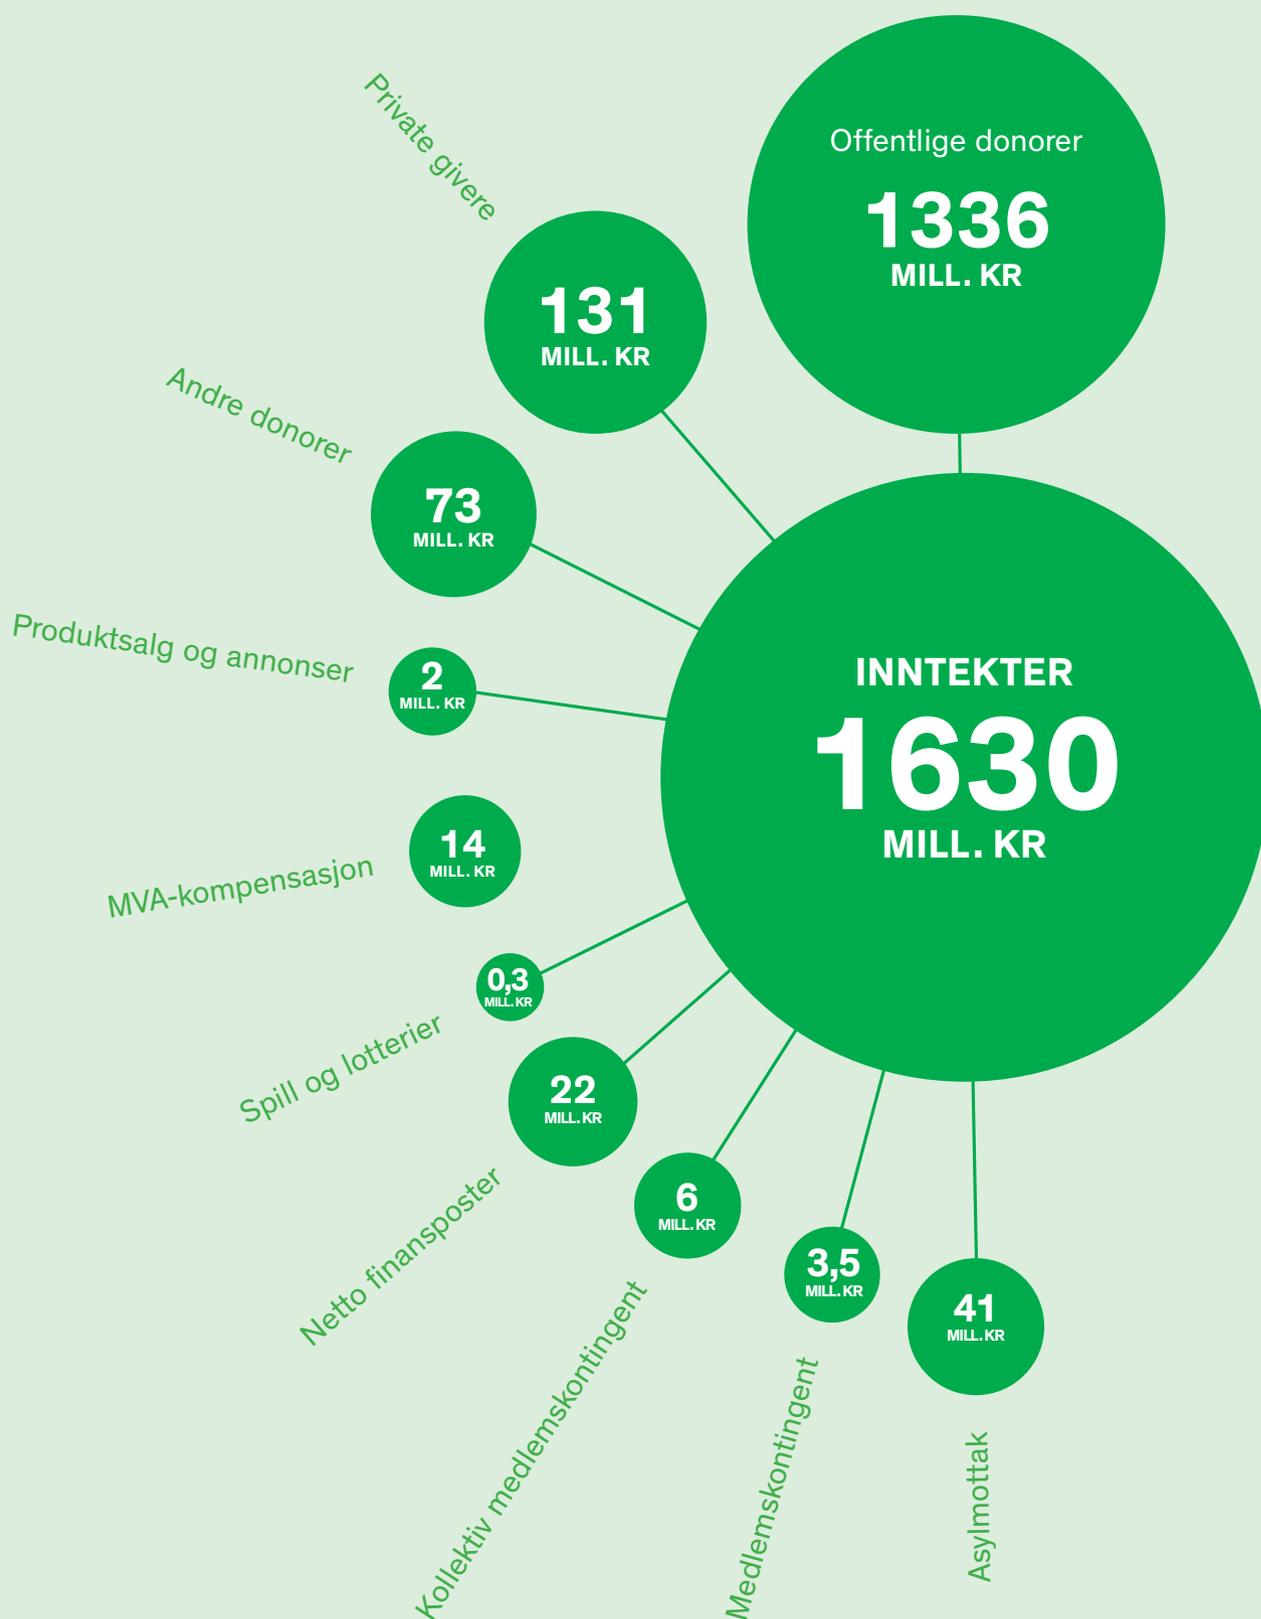 Offentlige donorer
1336
MILL. KR
Private givere
131
MILL. KR
Andre donorer
73
MILL. KR
Produktsalg og annonser
2
MILL. KR
INNTEKTER
1630
MILL. KR
MVA-kompensasjon
14
MILL. KR
Spill og lotterier
0,3
MILL. KR
Netto finansposter
22
MILL. KR
Kollektiv medlemskontingent
6
MILL. KR
Medlemskontingent
3,5
MILL. KR
Asylmottak
41
MILL. KR